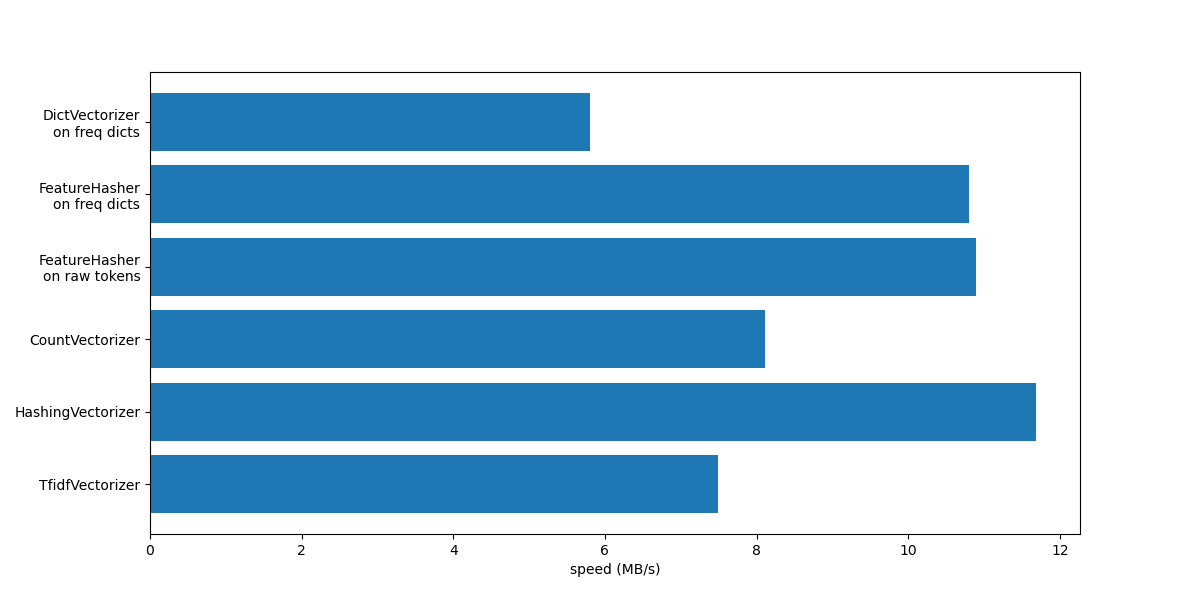 DictVectorizer
on freq dicts
FeatureHasher
on freq dicts
FeatureHasher
on raw tokens
CountVectorizer
HashingVectorizer
TfidfVectorizer
0 2 4 6 8 10 12
speed (MB/s)